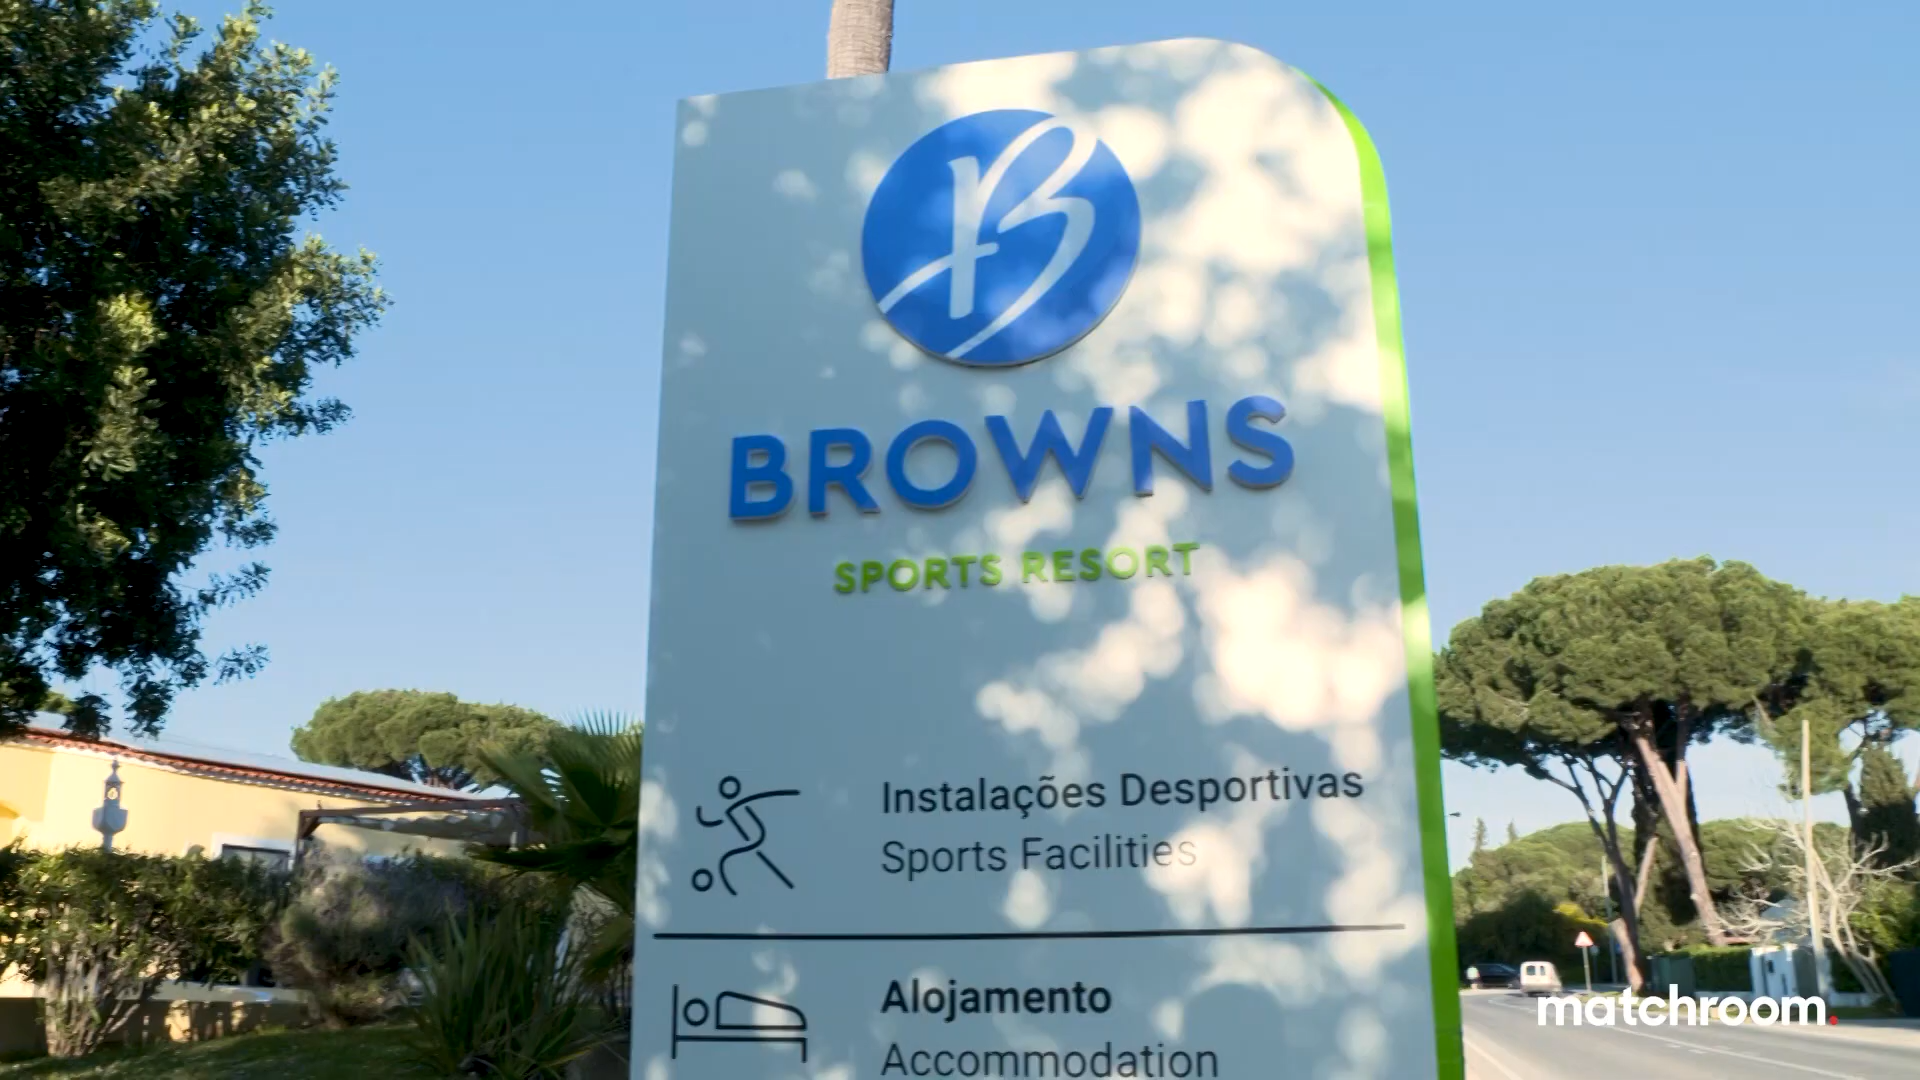 B
BROWNS
SPORTS RESORT
Instalações Desportivas
Sports Facilities
Alojamento
Accommodation
matchroom.